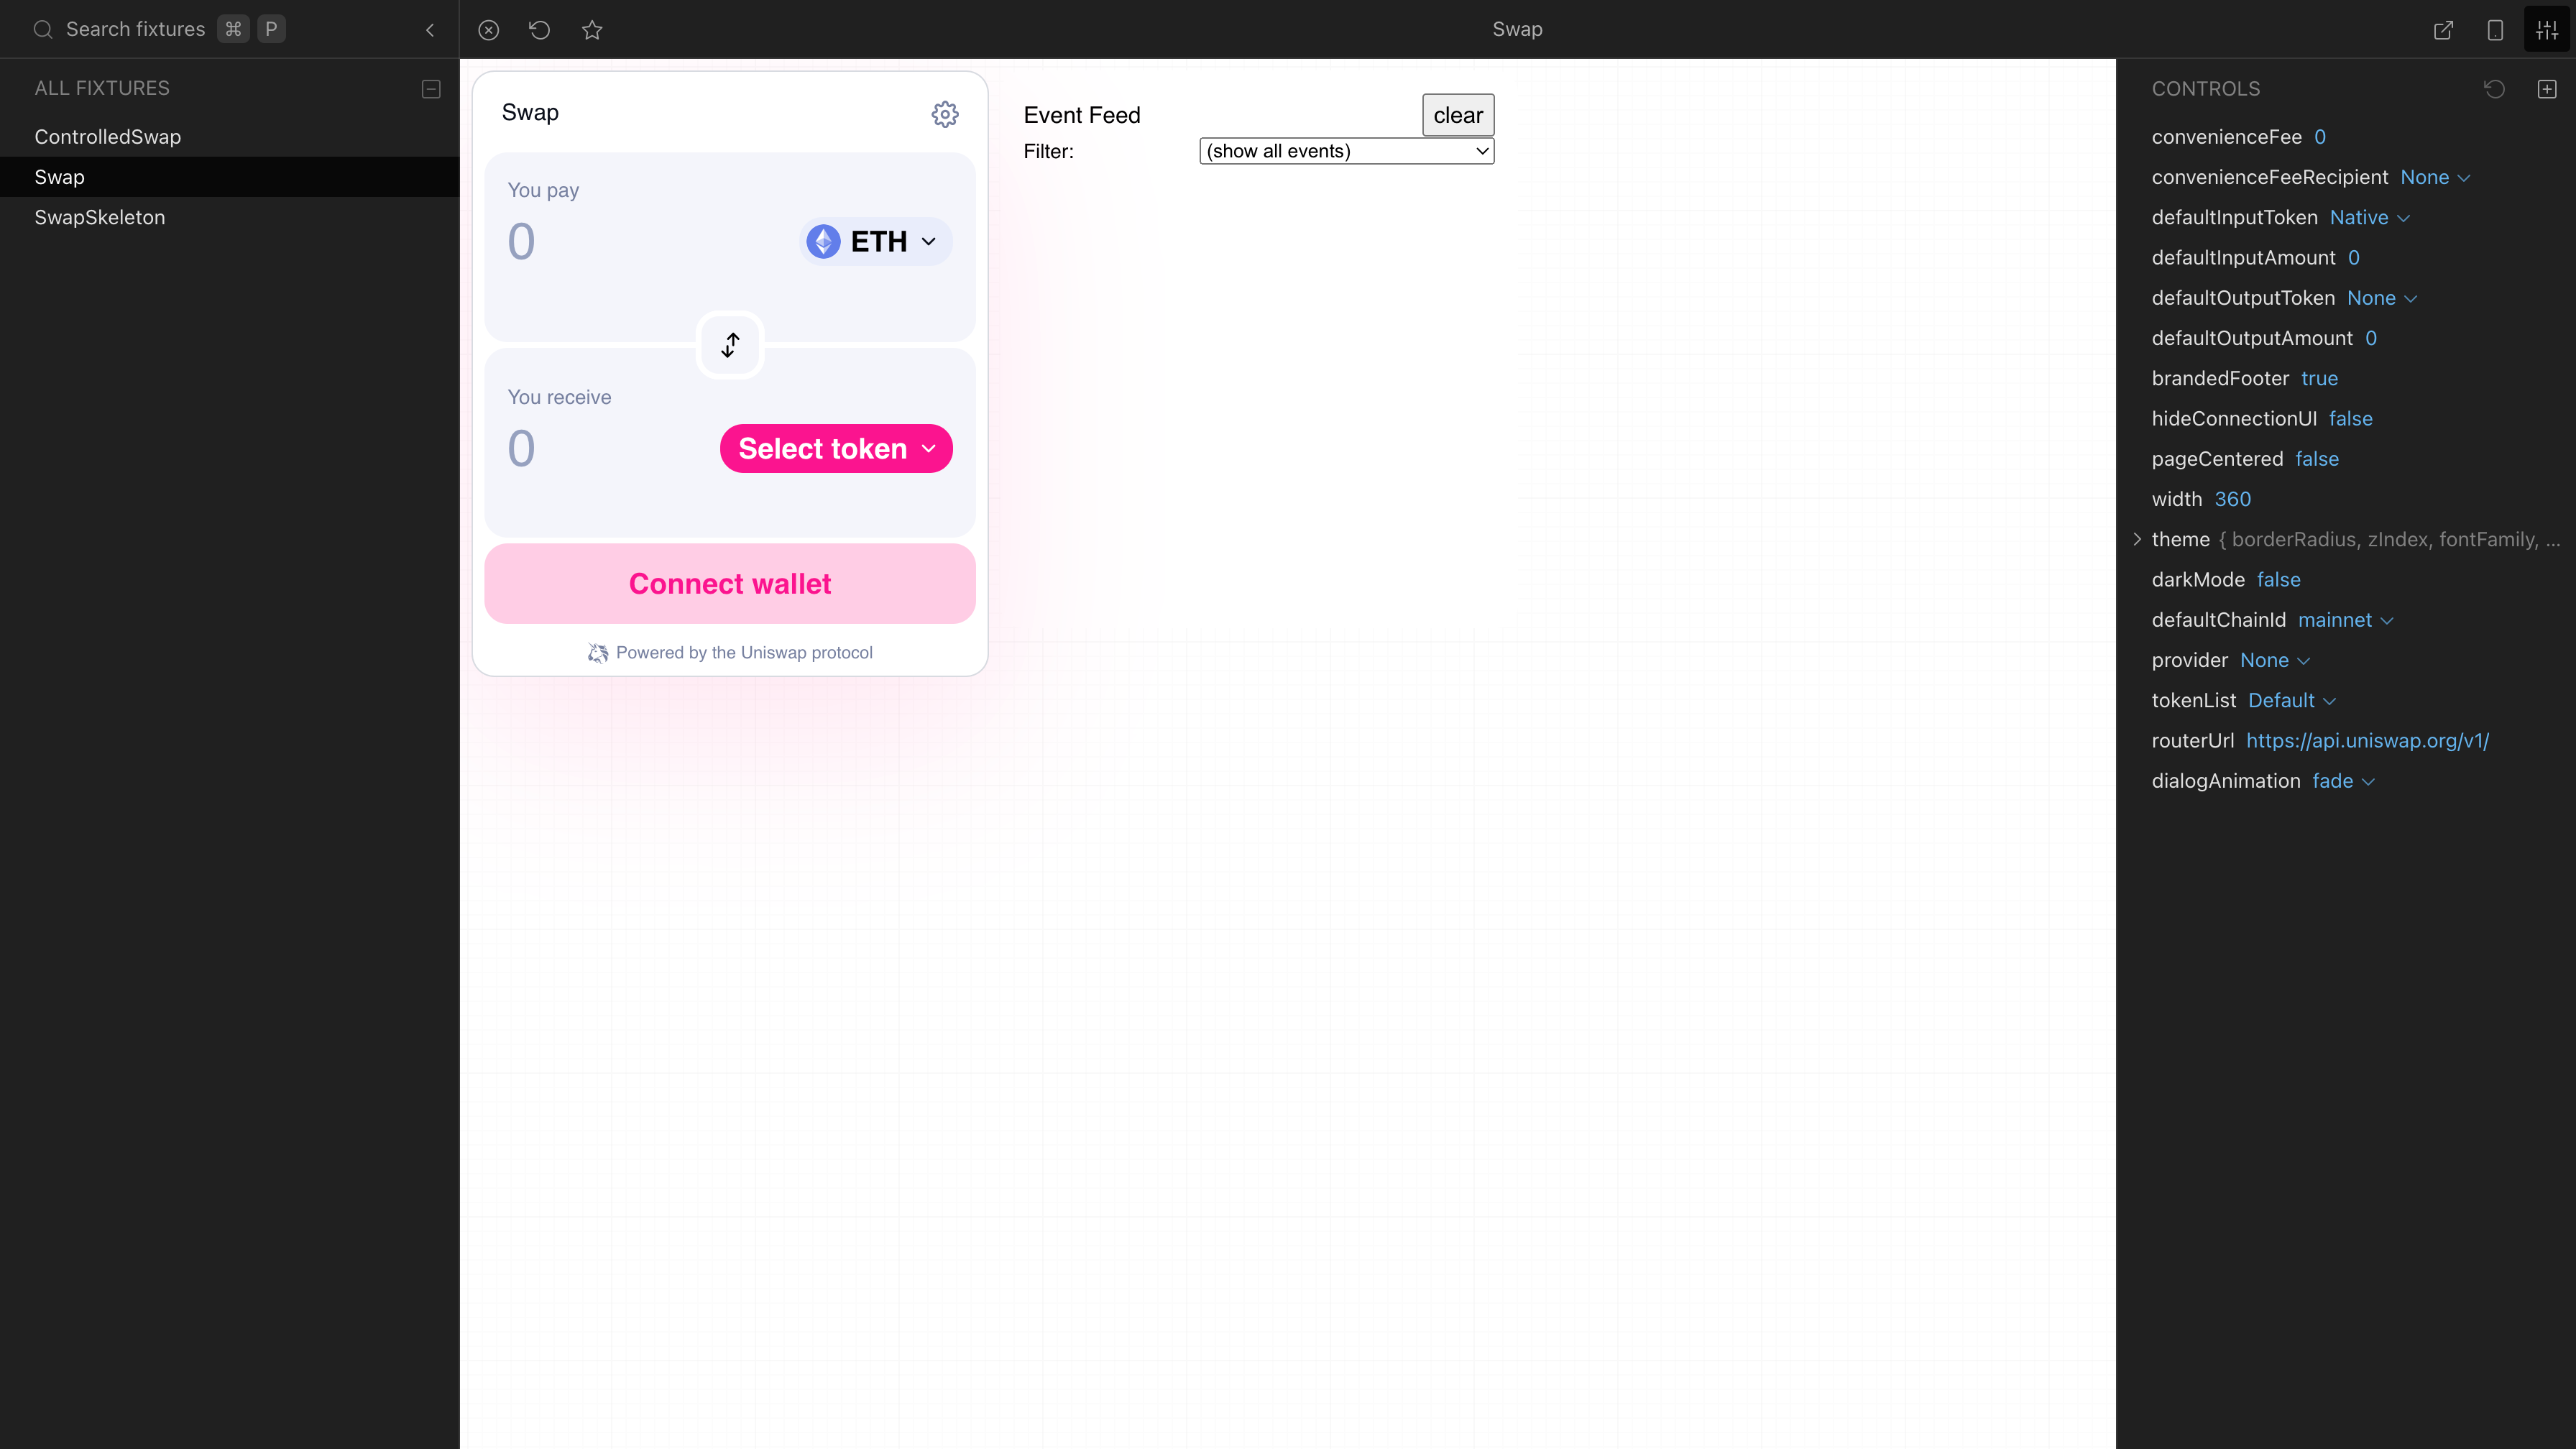 Search fixtures ⌘ P
Swap
ALL FIXTURES
ControlledSwap
Swap
SwapSkeleton
Swap
You pay
0
ETH
You receive
0
Select token
Connect wallet
Powered by the Uniswap protocol
Event Feed
clear
Filter:
(show all events)
CONTROLS
convenienceFee 0
convenienceFeeRecipient None
defaultInputToken Native
defaultInputAmount 0
defaultOutputToken None
defaultOutputAmount 0
brandedFooter true
hideConnectionUI false
pageCentered false
width 360
theme { borderRadius, zIndex, fontFamily, ...
darkMode false
defaultChainId mainnet
provider None
tokenList Default
routerUrl https://api.uniswap.org/v1/
dialogAnimation fade